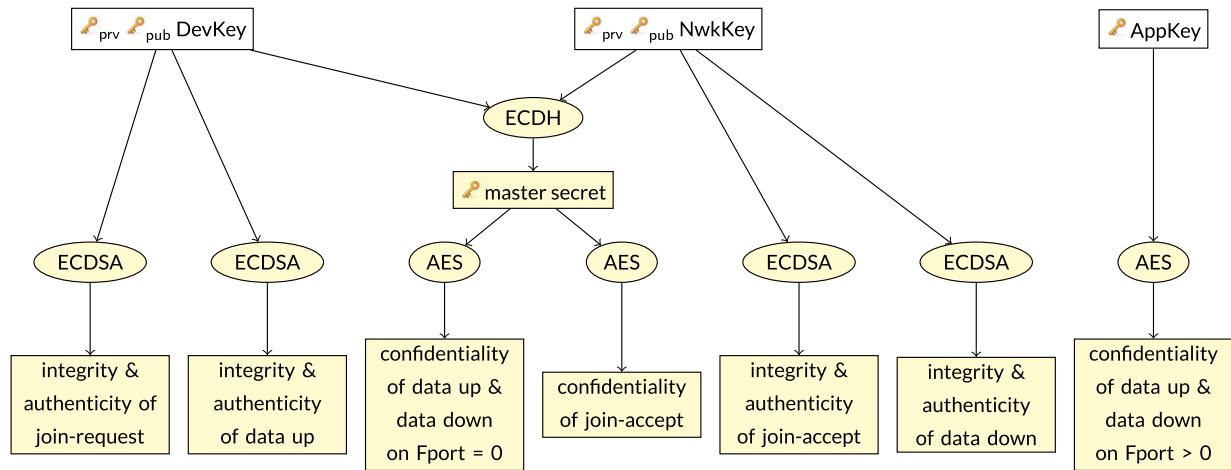 prv pub DevKey
prv pub NwkKey
AppKey
ECDH
master secret
ECDSA
ECDSA
AES
AES
ECDSA
ECDSA
AES
integrity &
authenticity of
join-request
integrity &
authenticity
of data up
confidentiality
of data up &
data down
on Fport = 0
confidentiality
of join-accept
integrity &
authenticity
of join-accept
integrity &
authenticity
of data down
confidentiality
of data up &
data down
on Fport > 0